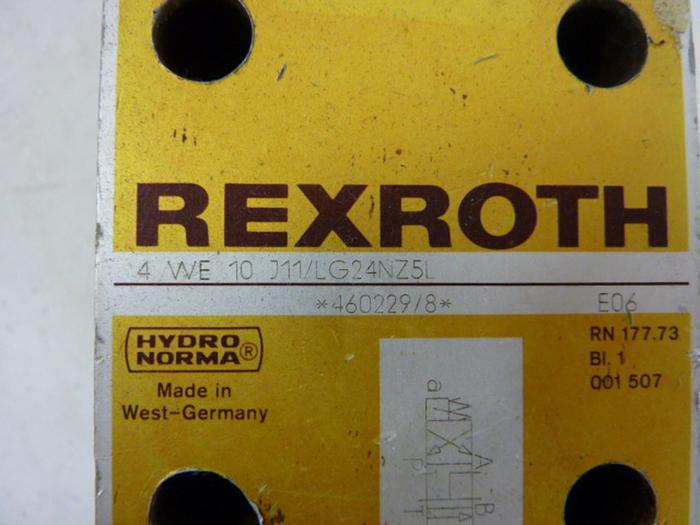 REXROTH
4 WE 10 J11/LG24NZ5L
*460229/8* E06
HYDRO NORMA®
RN 177.73
Bl. 1
001 507
Made in
West-Germany
a
A
B
P
T